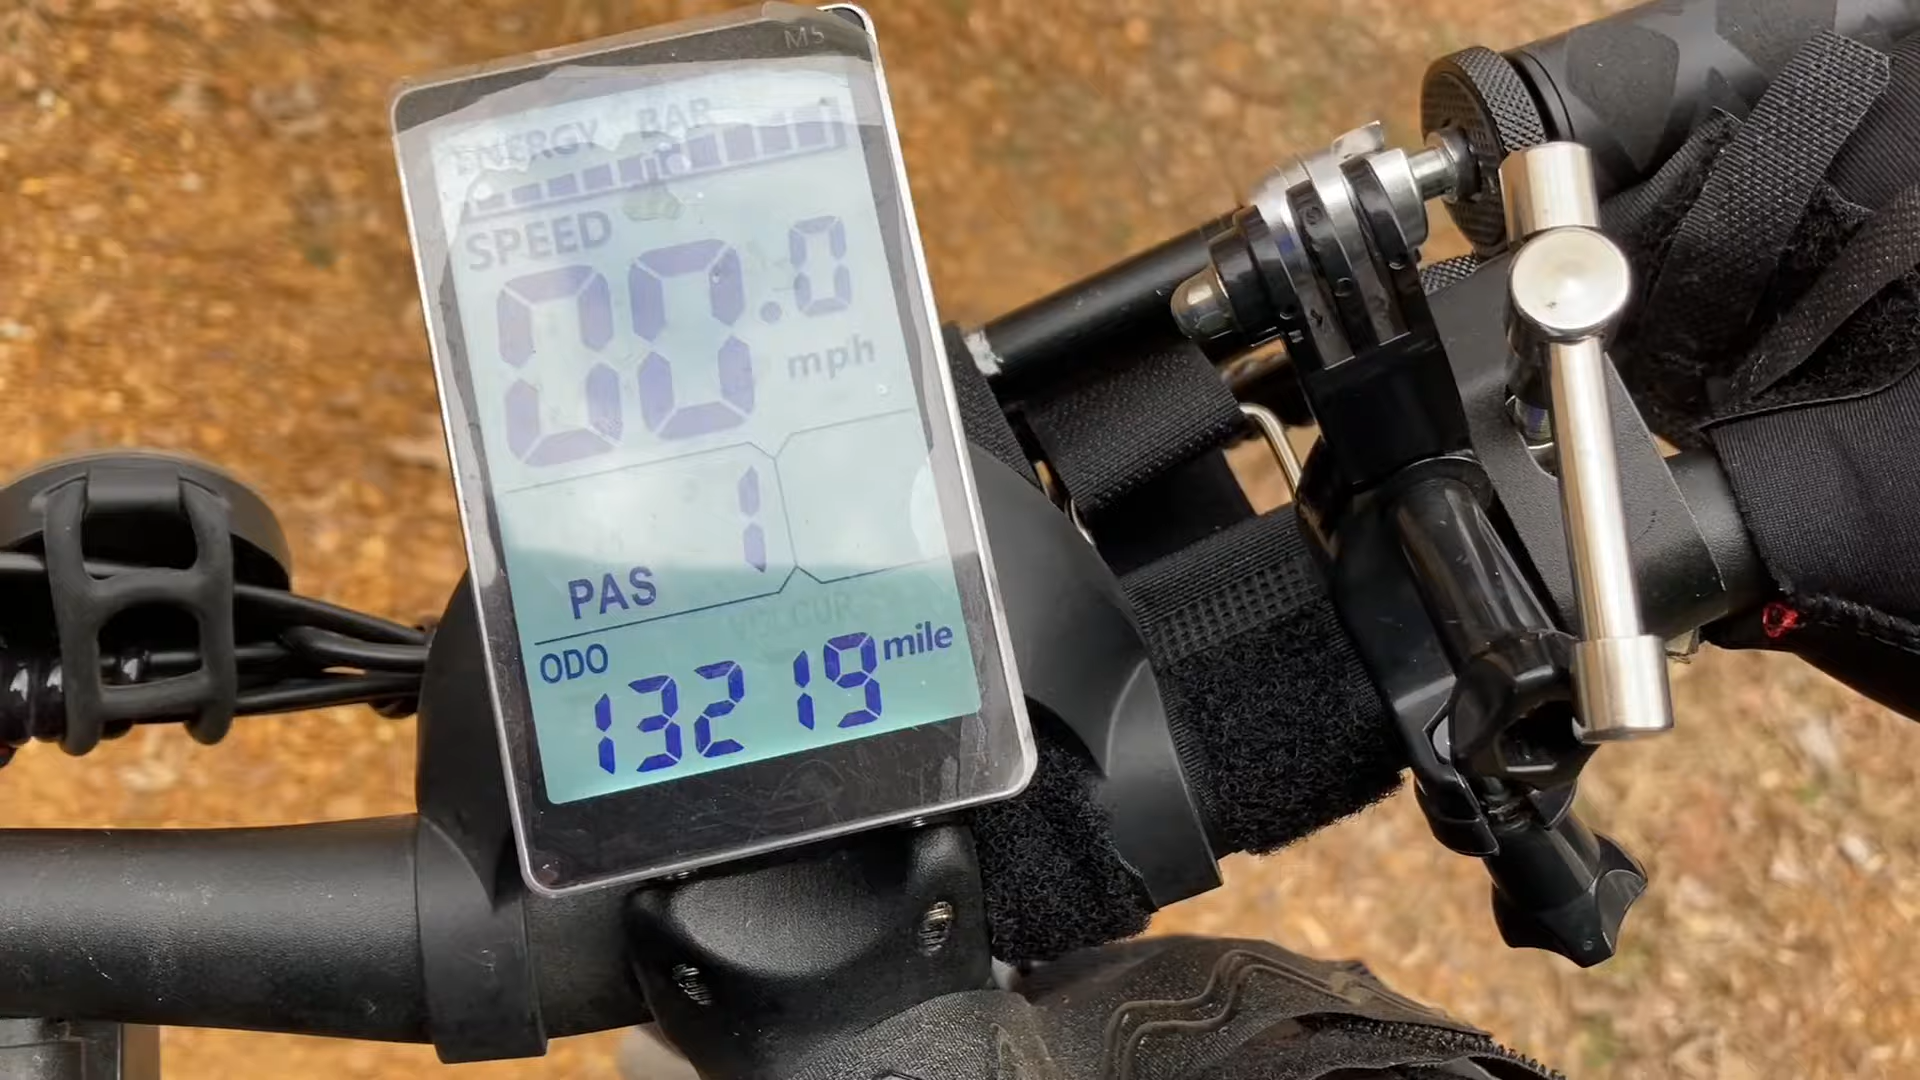 M5
ENERGY BAR
SPEED
00.0
mph
1
PAS
ODO
13219 mile